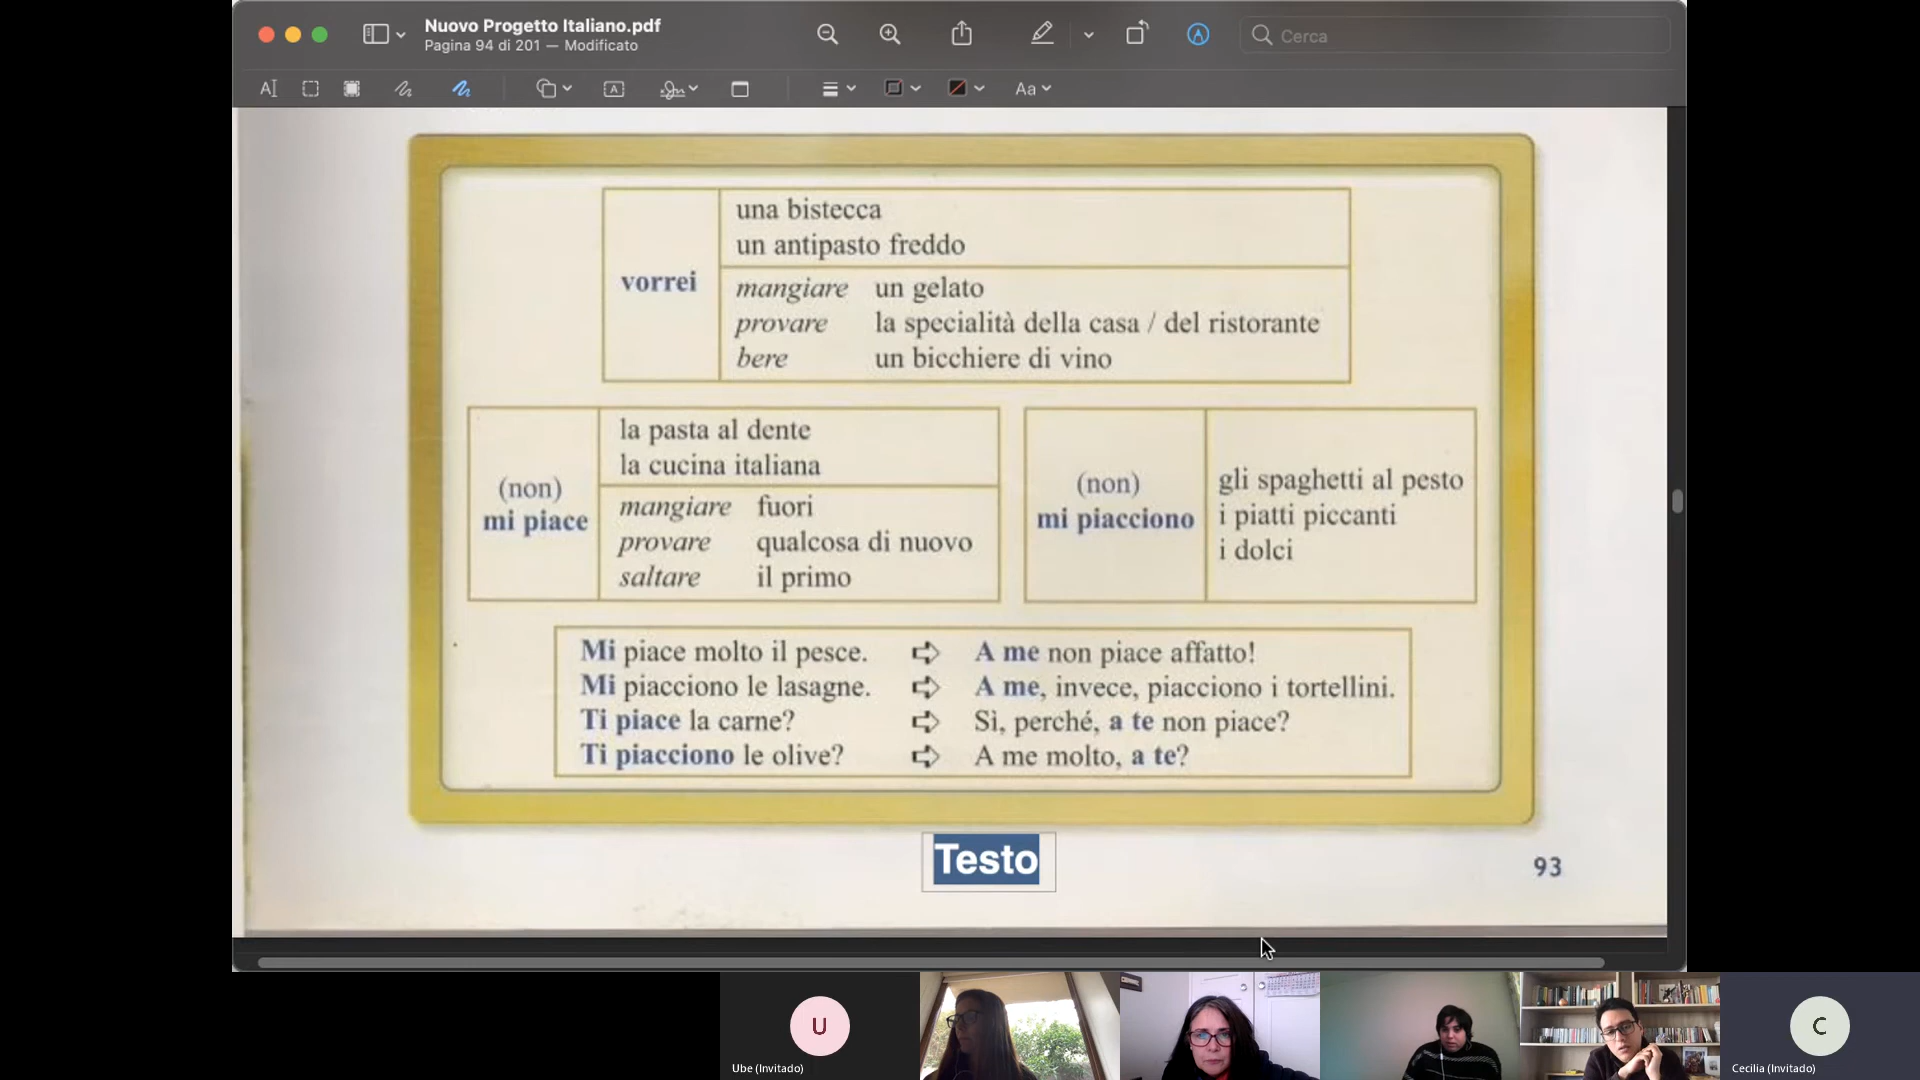 Nuovo Progetto Italiano.pdf
Pagina 94 di 201 — Modificato
Cerca
Aa
una bistecca
un antipasto freddo
vorrei
mangiare un gelato
provare la specialità della casa / del ristorante
bere un bicchiere di vino
(non)
mi piace
la pasta al dente
la cucina italiana
mangiare fuori
provare qualcosa di nuovo
saltare il primo
(non)
mi piacciono
gli spaghetti al pesto
i piatti piccanti
i dolci
Mi piace molto il pesce. ➩ A me non piace affatto!
Mi piacciono le lasagne. ➩ A me, invece, piacciono i tortellini.
Ti piace la carne? ➩ Sì, perché, a te non piace?
Ti piacciono le olive? ➩ A me molto, a te?
Testo
93
U
Ube (Invitado)
C
Cecilia (Invitado)